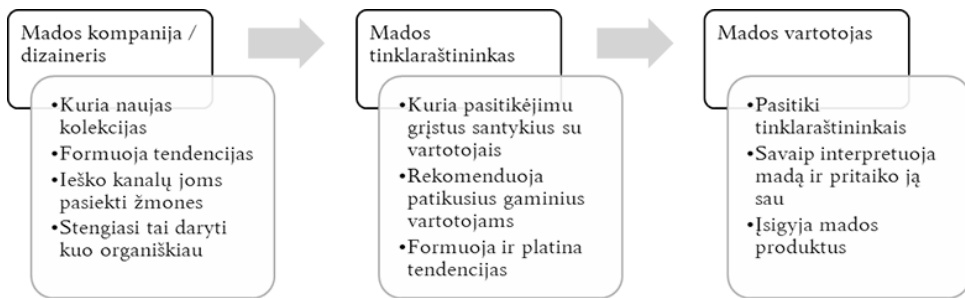 Mados kompanija /
dizaineris
•Kuria naujas
kolekcijas
•Formuoja tendencijas
•Ieško kanalų joms
pasiekti žmones
•Stengiasi tai daryti
kuo organiškiau
Mados
tinklaraštininkas
•Kuria pasitikėjimu
grįstus santykius su
vartotojais
•Rekomenduoja
patikusius gaminius
vartotojams
•Formuoja ir platina
tendencijas
Mados vartotojas
•Pasitiki
tinklaraštininkais
•Savaip interpretuoja
madą ir pritaiko ją
sau
•Įsigyja mados
produktus